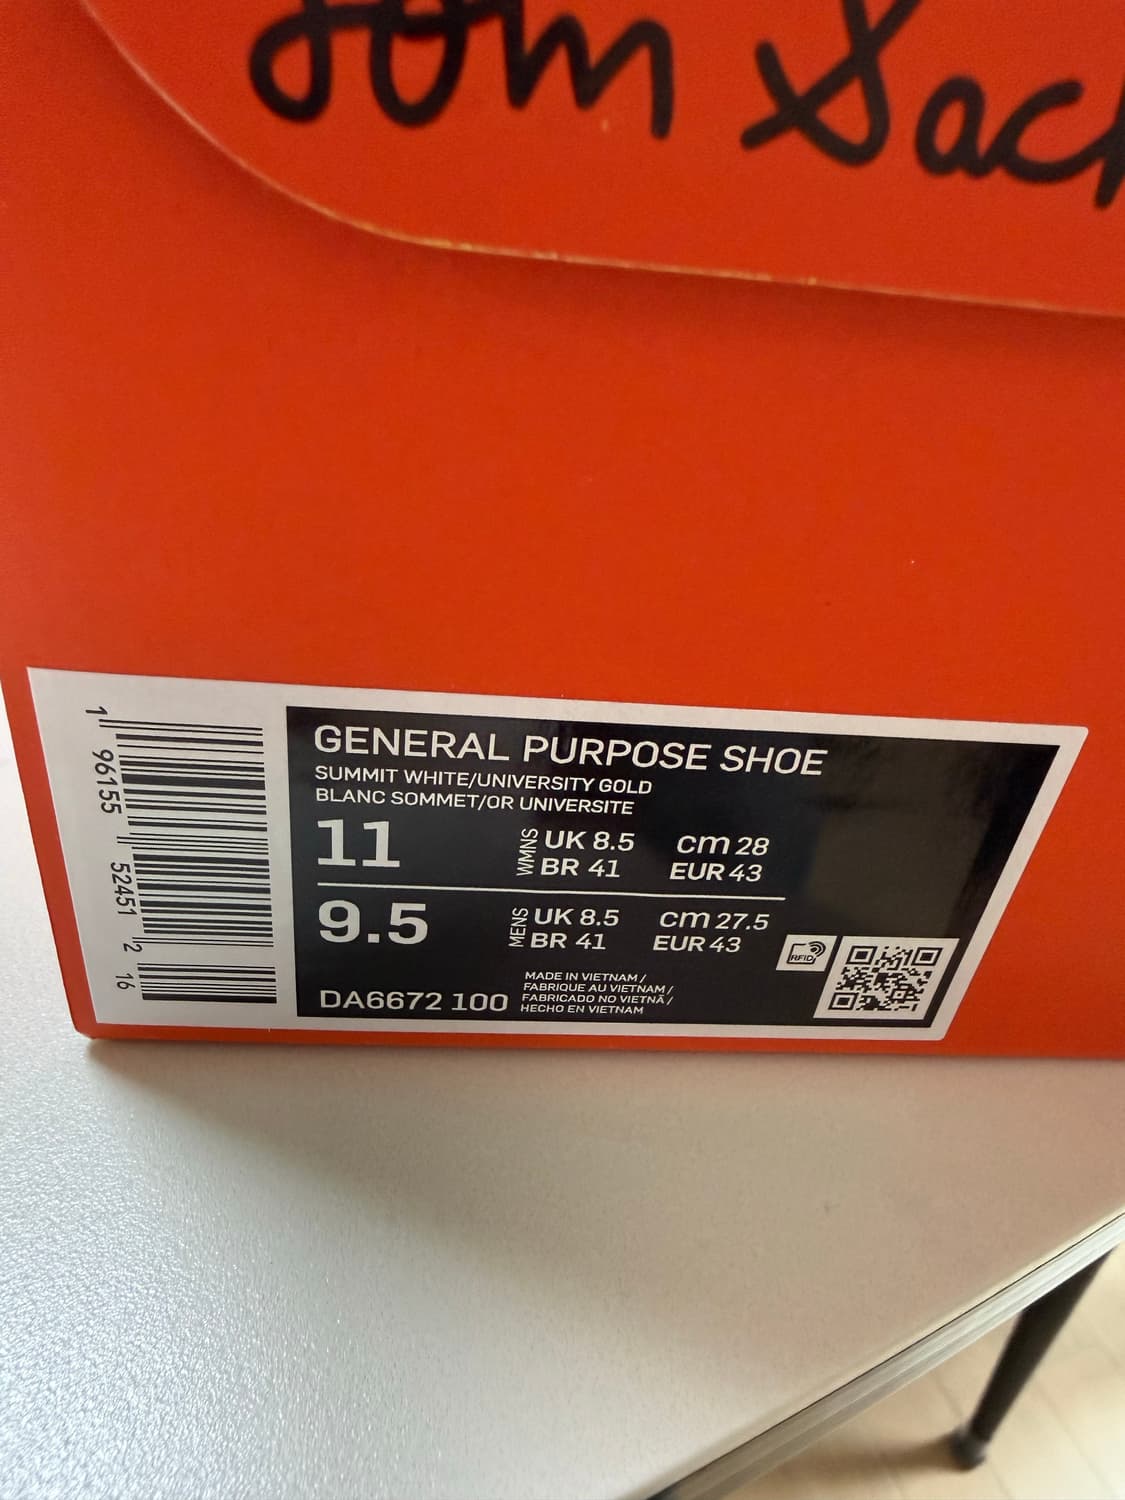 Tom Sach
GENERAL PURPOSE SHOE
SUMMIT WHITE/UNIVERSITY GOLD
BLANC SOMMET/OR UNIVERSITE
11 WMNS UK 8.5 cm 28
BR 41 EUR 43
9.5 MENS UK 8.5 cm 27.5
BR 41 EUR 43
RFID
DA6672 100
MADE IN VIETNAM /
FABRIQUE AU VIETNAM /
FABRICADO NO VIETNÃ /
HECHO EN VIETNAM
1 96155 52451 2 16